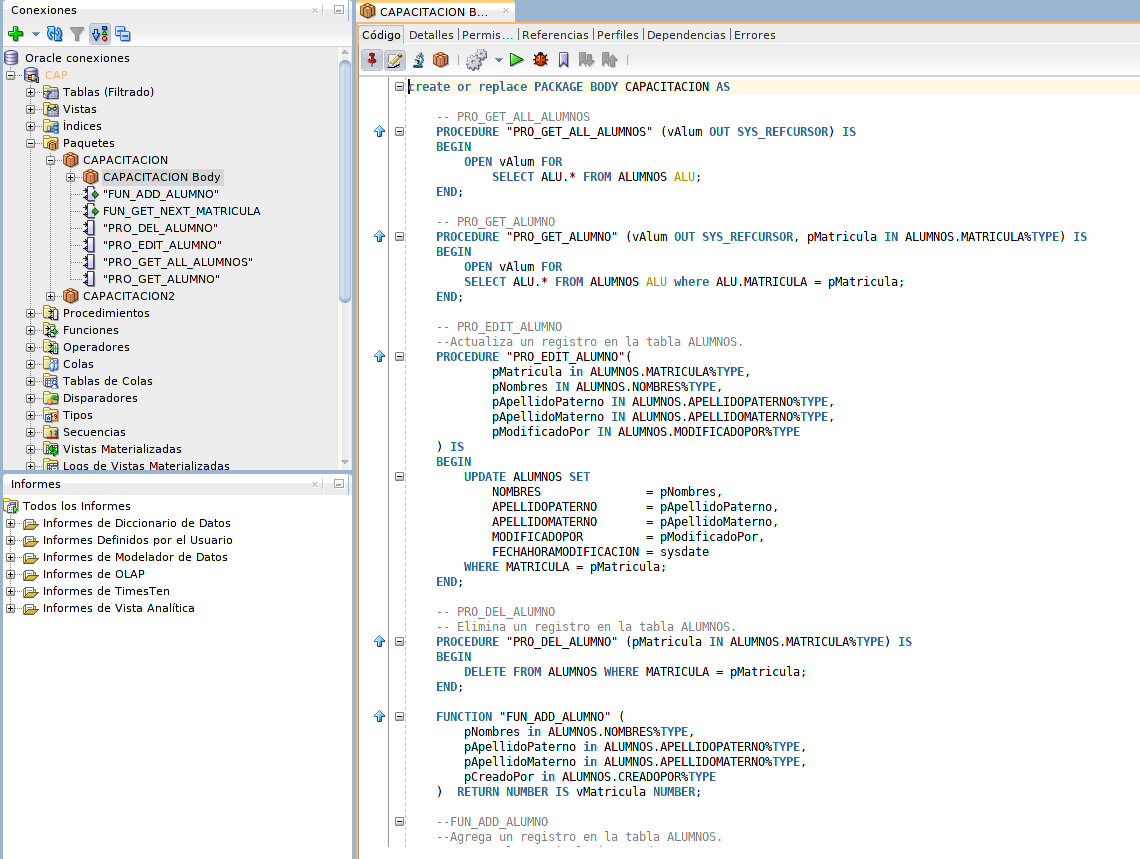 Conexiones
Oracle conexiones
CAP
Tablas (Filtrado)
Vistas
Índices
Paquetes
CAPACITACION
CAPACITACION Body
"FUN_ADD_ALUMNO"
FUN_GET_NEXT_MATRICULA
"PRO_DEL_ALUMNO"
"PRO_EDIT_ALUMNO"
"PRO_GET_ALL_ALUMNOS"
"PRO_GET_ALUMNO"
CAPACITACION2
Procedimientos
Funciones
Operadores
Colas
Tablas de Colas
Disparadores
Tipos
Secuencias
Vistas Materializadas
Logs de Vistas Materializadas
Informes
Todos los Informes
Informes de Diccionario de Datos
Informes Definidos por el Usuario
Informes de Modelador de Datos
Informes de OLAP
Informes de TimesTen
Informes de Vista Analítica
CAPACITACION B...
Código Detalles Permis... Referencias Perfiles Dependencias Errores
create or replace PACKAGE BODY CAPACITACION AS
-- PRO_GET_ALL_ALUMNOS
PROCEDURE "PRO_GET_ALL_ALUMNOS" (vAlum OUT SYS_REFCURSOR) IS
BEGIN
OPEN vAlum FOR
SELECT ALU.* FROM ALUMNOS ALU;
END;
-- PRO_GET_ALUMNO
PROCEDURE "PRO_GET_ALUMNO" (vAlum OUT SYS_REFCURSOR, pMatricula IN ALUMNOS.MATRICULA%TYPE) IS
BEGIN
OPEN vAlum FOR
SELECT ALU.* FROM ALUMNOS ALU where ALU.MATRICULA = pMatricula;
END;
-- PRO_EDIT_ALUMNO
--Actualiza un registro en la tabla ALUMNOS.
PROCEDURE "PRO_EDIT_ALUMNO"(
pMatricula in ALUMNOS.MATRICULA%TYPE,
pNombres IN ALUMNOS.NOMBRES%TYPE,
pApellidoPaterno IN ALUMNOS.APELLIDOPATERNO%TYPE,
pApellidoMaterno IN ALUMNOS.APELLIDOMATERNO%TYPE,
pModificadoPor IN ALUMNOS.MODIFICADOPOR%TYPE
) IS
BEGIN
UPDATE ALUMNOS SET
NOMBRES = pNombres,
APELLIDOPATERNO = pApellidoPaterno,
APELLIDOMATERNO = pApellidoMaterno,
MODIFICADOPOR = pModificadoPor,
FECHAHORAMODIFICACION = sysdate
WHERE MATRICULA = pMatricula;
END;
-- PRO_DEL_ALUMNO
-- Elimina un registro en la tabla ALUMNOS.
PROCEDURE "PRO_DEL_ALUMNO" (pMatricula IN ALUMNOS.MATRICULA%TYPE) IS
BEGIN
DELETE FROM ALUMNOS WHERE MATRICULA = pMatricula;
END;
FUNCTION "FUN_ADD_ALUMNO" (
pNombres in ALUMNOS.NOMBRES%TYPE,
pApellidoPaterno in ALUMNOS.APELLIDOPATERNO%TYPE,
pApellidoMaterno in ALUMNOS.APELLIDOMATERNO%TYPE,
pCreadoPor in ALUMNOS.CREADOPOR%TYPE
) RETURN NUMBER IS vMatricula NUMBER;
--FUN_ADD_ALUMNO
--Agrega un registro en la tabla ALUMNOS.